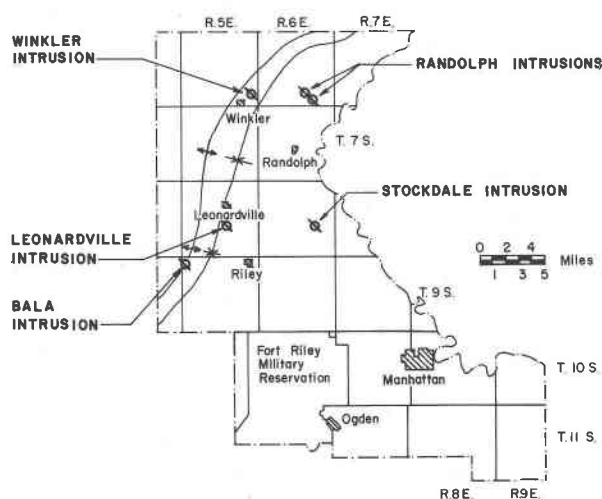 R.5E.
R.6E.
R.7E.
WINKLER
INTRUSION
RANDOLPH INTRUSIONS
Winkler
T. 7 S.
Randolph
STOCKDALE INTRUSION
Leonardville
LEONARDVILLE
INTRUSION
Riley
0 2 4
Miles
1 3 5
BALA
INTRUSION
T. 9 S.
Fort Riley
Military
Reservation
Manhattan
T. 10 S.
Ogden
T. 11 S.
R.8E.
R.9E.